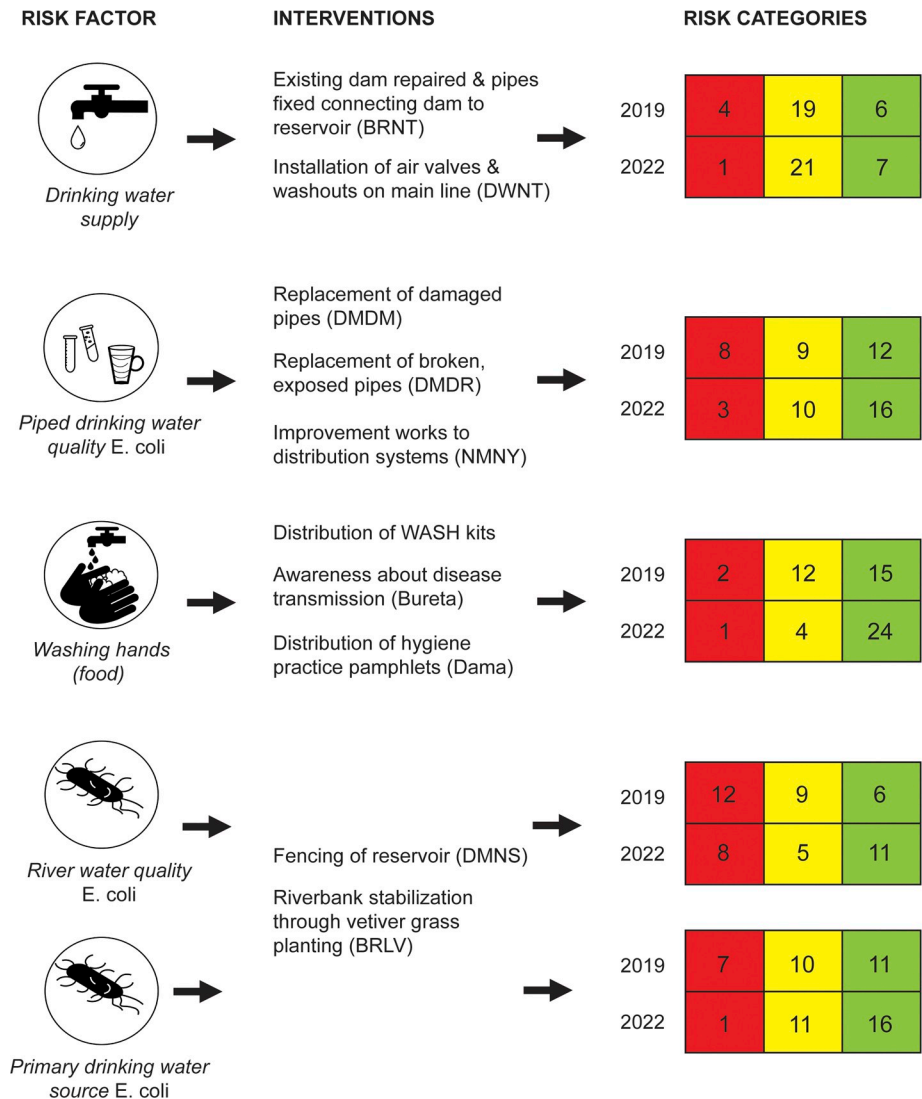 RISK FACTOR
INTERVENTIONS
RISK CATEGORIES
Drinking water
supply
Existing dam repaired & pipes
fixed connecting dam to
reservoir (BRNT)
Installation of air valves &
washouts on main line (DWNT)
2019 4 19 6
2022 1 21 7
Piped drinking water
quality E. coli
Replacement of damaged
pipes (DMDM)
Replacement of broken,
exposed pipes (DMDR)
Improvement works to
distribution systems (NMNY)
2019 8 9 12
2022 3 10 16
Washing hands
(food)
Distribution of WASH kits
Awareness about disease
transmission (Bureta)
Distribution of hygiene
practice pamphlets (Dama)
2019 2 12 15
2022 1 4 24
River water quality
E. coli
Fencing of reservoir (DMNS)
Riverbank stabilization
through vetiver grass
planting (BRLV)
2019 12 9 6
2022 8 5 11
Primary drinking water
source E. coli
2019 7 10 11
2022 1 11 16